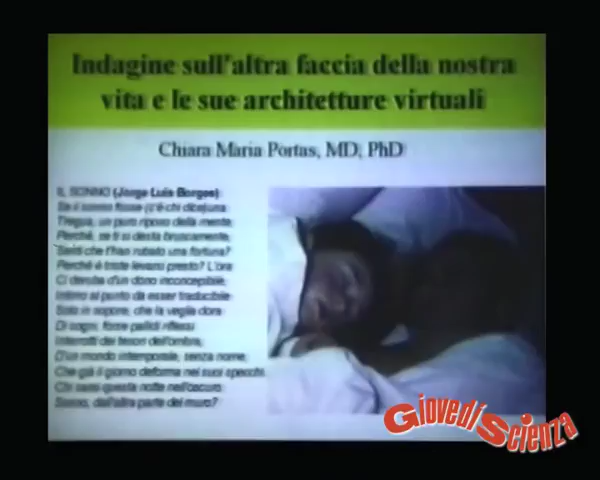 Indagine sull'altra faccia della nostra
vita e le sue architetture virtuali
Chiara Maria Portas, MD, PhD
IL SONNO (Jorge Luis Borges)
Se il sonno fosse (c'è chi dice) una
Tregua, un puro riposo della mente,
Perché, se ti si desta bruscamente,
Senti che t'han rubato una fortuna?
Perché è triste levarsi presto? L'ora
Ci deruba d'un dono inconcepibile,
Intimo al punto da esser traducibile
Solo in sopore, che la veglia dora
Di sogni, forse pallidi riflessi
Interrotti dei tesori dell'ombra,
D'un mondo intemporale, senza nome,
Che già il giorno deforma nei suoi specchi.
Chi sarai questa notte nell'oscuro
Sonno, dall'altra parte del muro?
Giovedì
Scienza